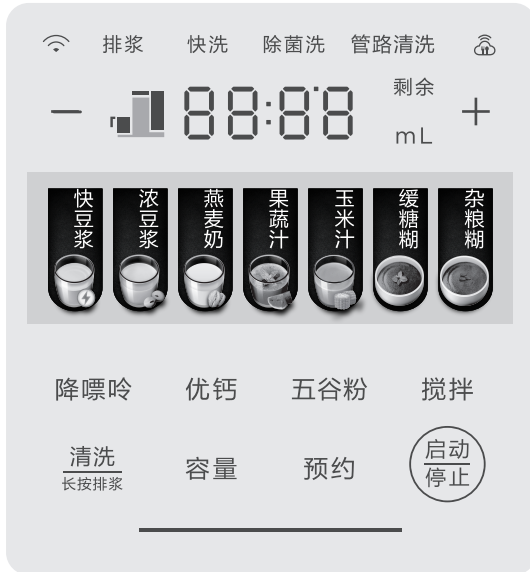 排浆 快洗 除菌洗 管路清洗
剩余
88:88
mL
快豆浆
浓豆浆
燕麦奶
果蔬汁
玉米汁
缓糖糊
杂粮糊
降嘌呤 优钙 五谷粉 搅拌
清洗
长按排浆
容量 预约
启动
停止